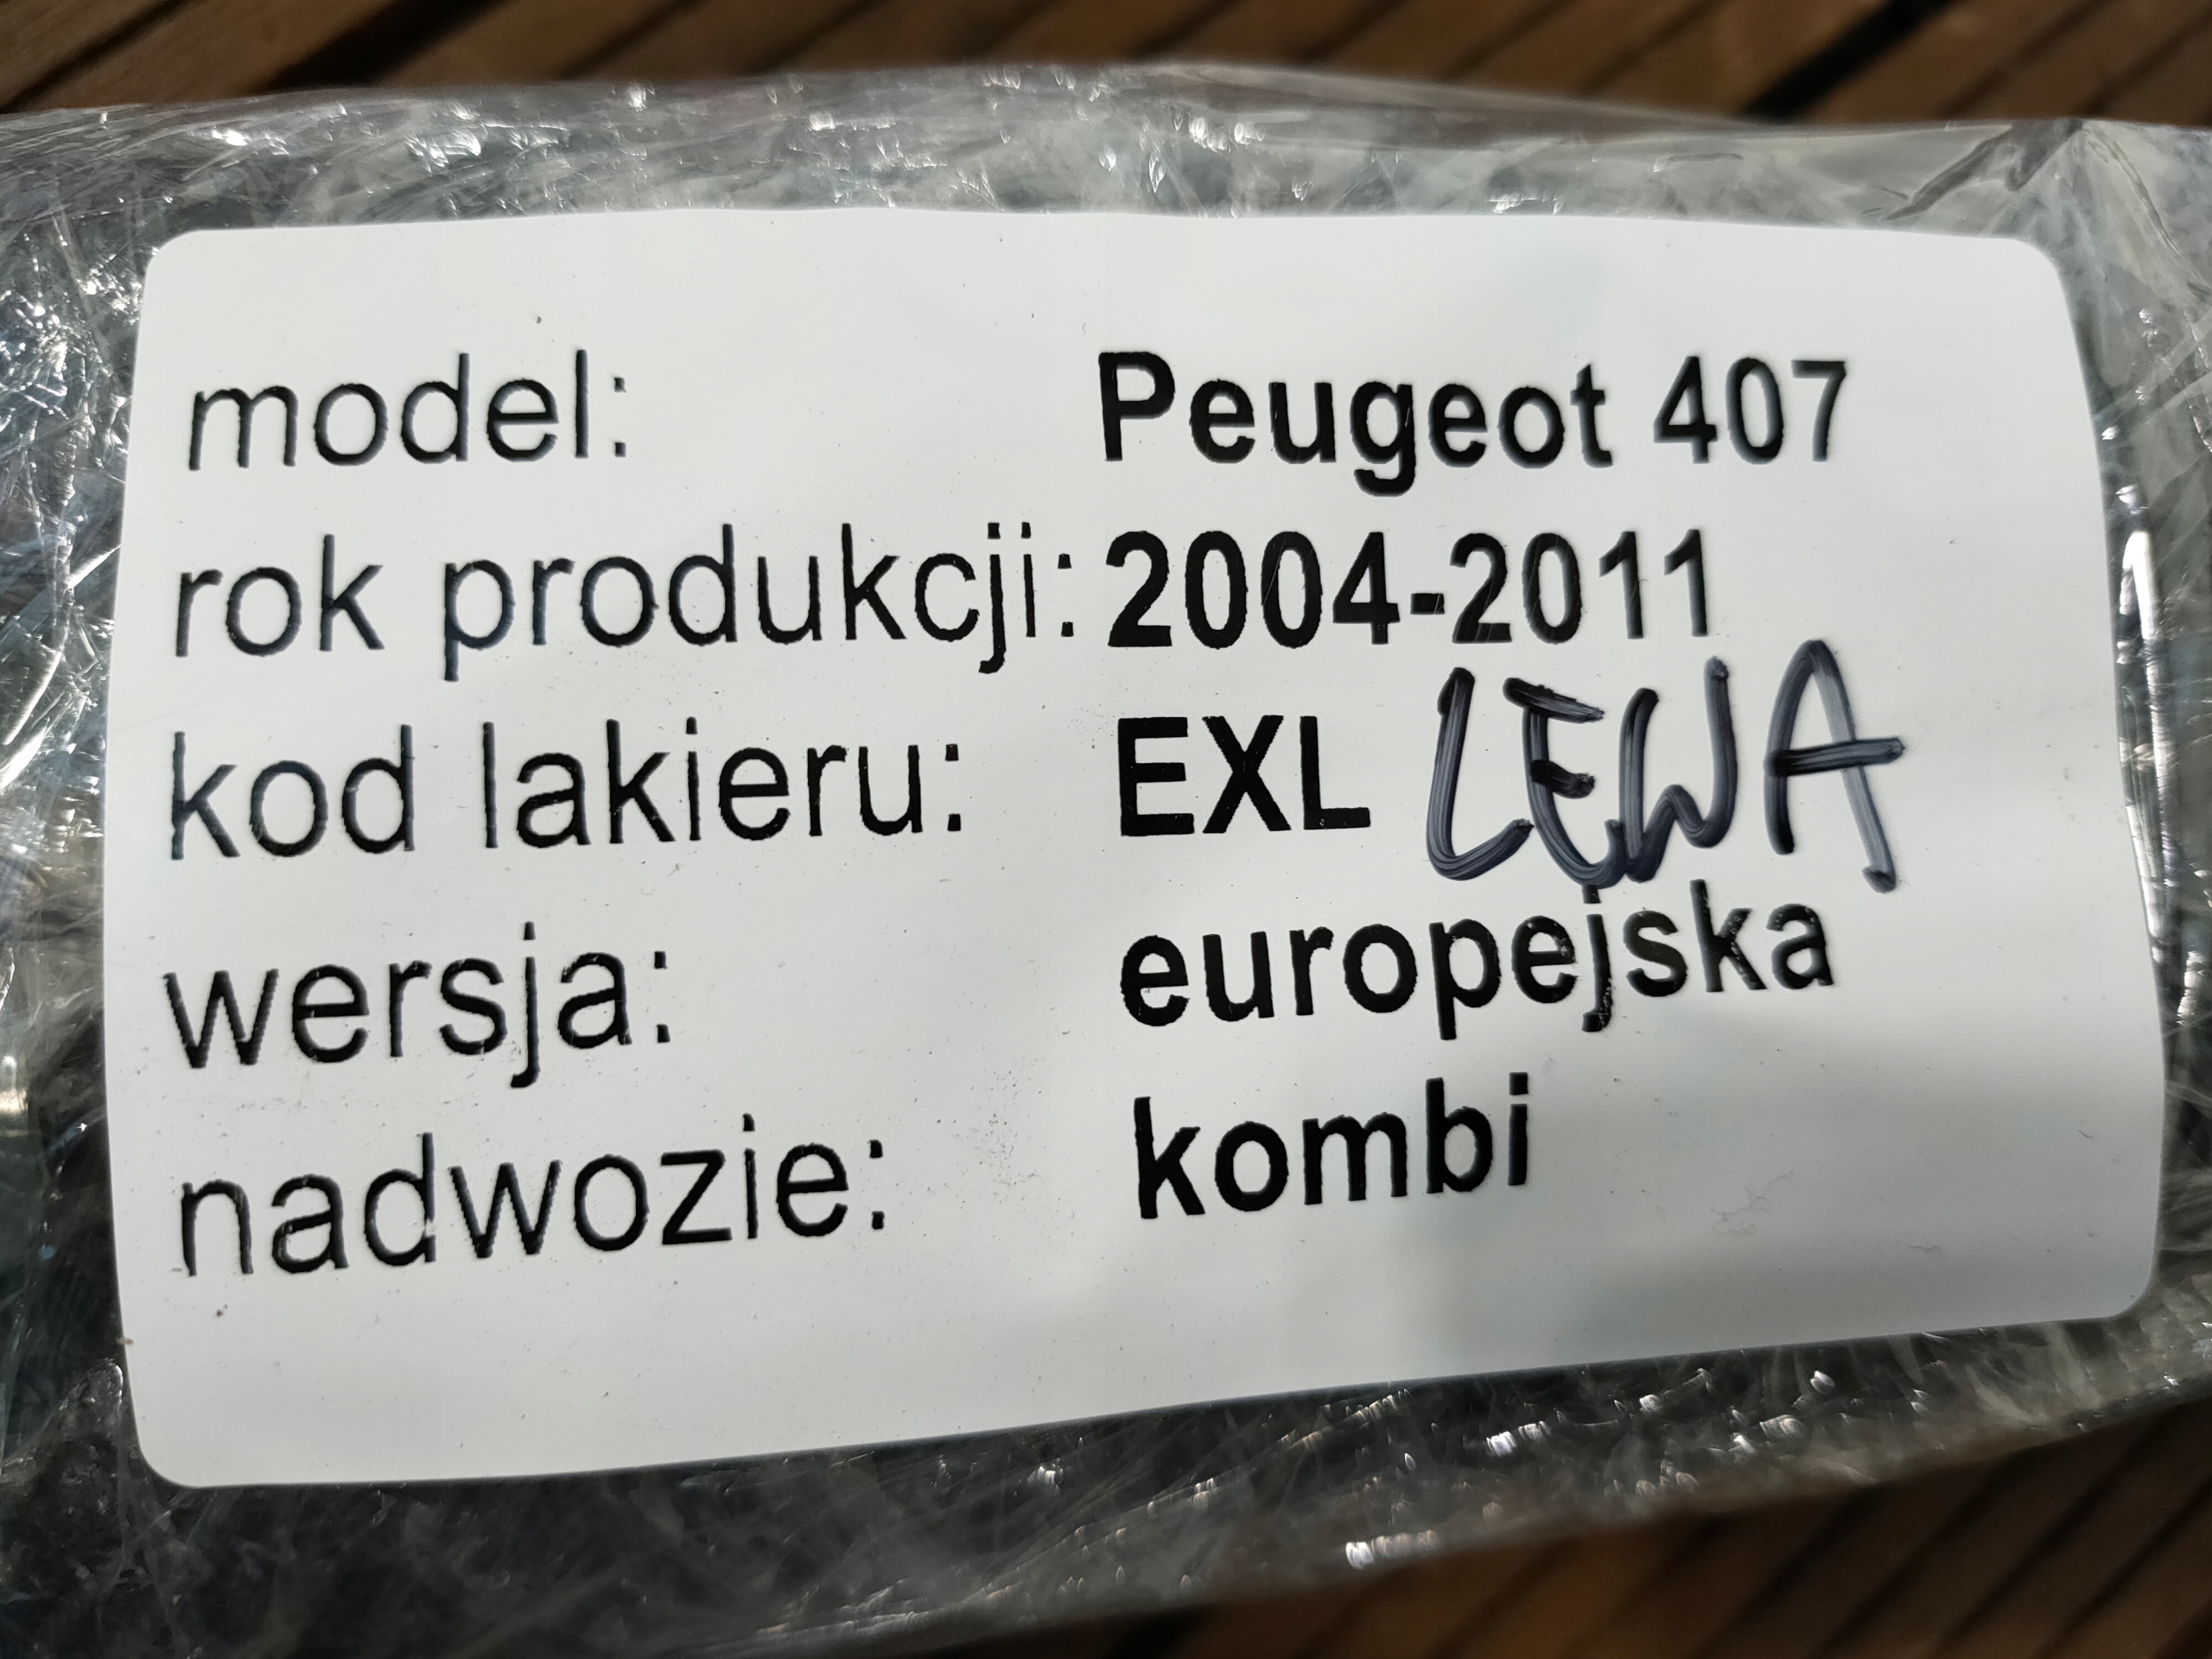 model: Peugeot 407
rok produkcji: 2004-2011
kod lakieru: EXL LEWA
wersja: europejska
nadwozie: kombi